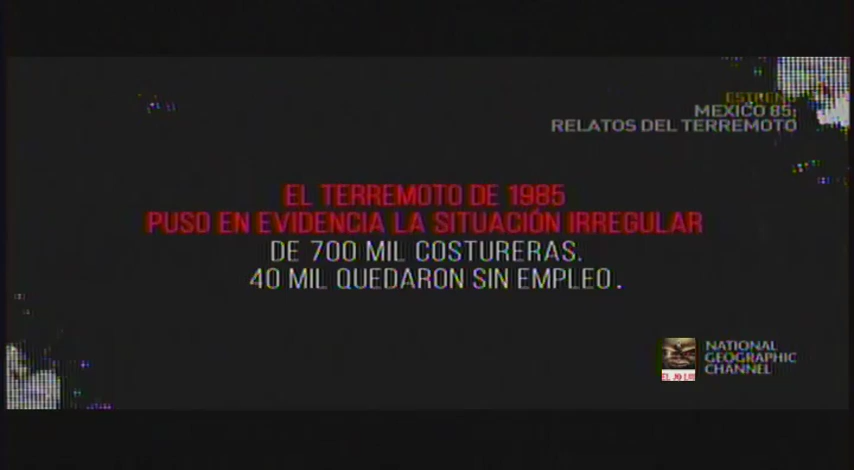 ESTRENO
MEXICO 85:
RELATOS DEL TERREMOTO
EL TERREMOTO DE 1985
PUSO EN EVIDENCIA LA SITUACIÓN IRREGULAR
DE 700 MIL COSTURERAS.
40 MIL QUEDARON SIN EMPLEO.
NATIONAL
GEOGRAPHIC
CHANNEL